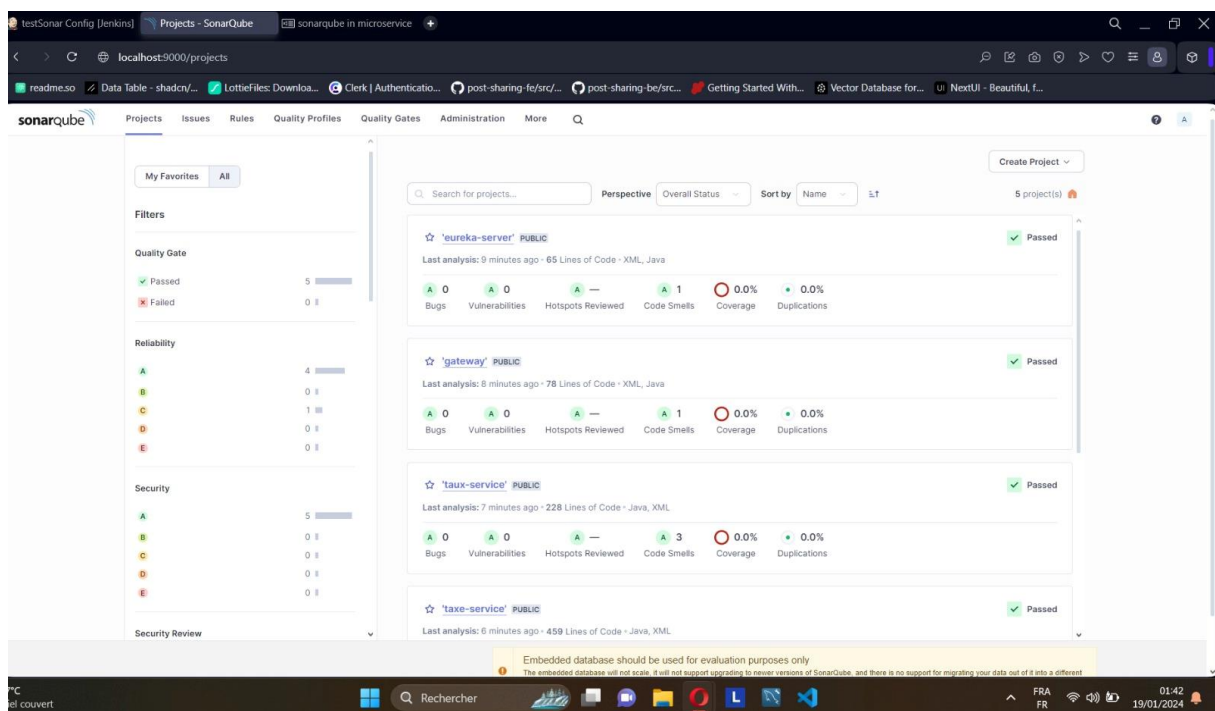 testSonar Config [Jenkins] Projects - SonarQube sonarqube in microservice +
localhost:9000/projects
readme.so Data Table - shadcn/... LottieFiles: Downloa... Clerk | Authenticatio... post-sharing-fe/src/... post-sharing-be/src... Getting Started With... Vector Database for... NextUI - Beautiful, f...
sonarqube Projects Issues Rules Quality Profiles Quality Gates Administration More A
My Favorites All
Filters
Quality Gate
Passed 5
Failed 0
Reliability
A 4
B 0
C 1
D 0
E 0
Security
A 5
B 0
C 0
D 0
E 0
Security Review
Create Project
Search for projects... Perspective Overall Status Sort by Name 5 project(s)
'eureka-server' PUBLIC Passed
Last analysis: 9 minutes ago • 65 Lines of Code • XML, Java
A 0 A 0 A — A 1 0.0% 0.0%
Bugs Vulnerabilities Hotspots Reviewed Code Smells Coverage Duplications
'gateway' PUBLIC Passed
Last analysis: 8 minutes ago • 78 Lines of Code • XML, Java
A 0 A 0 A — A 1 0.0% 0.0%
Bugs Vulnerabilities Hotspots Reviewed Code Smells Coverage Duplications
'taux-service' PUBLIC Passed
Last analysis: 7 minutes ago • 228 Lines of Code • Java, XML
A 0 A 0 A — A 3 0.0% 0.0%
Bugs Vulnerabilities Hotspots Reviewed Code Smells Coverage Duplications
'taxe-service' PUBLIC Passed
Last analysis: 6 minutes ago • 459 Lines of Code • Java, XML
Embedded database should be used for evaluation purposes only
The embedded database will not scale, it will not support upgrading to newer versions of SonarQube, and there is no support for migrating your data out of it into a different
7°C
iel couvert
Rechercher
L
FRA
FR
01:42
19/01/2024